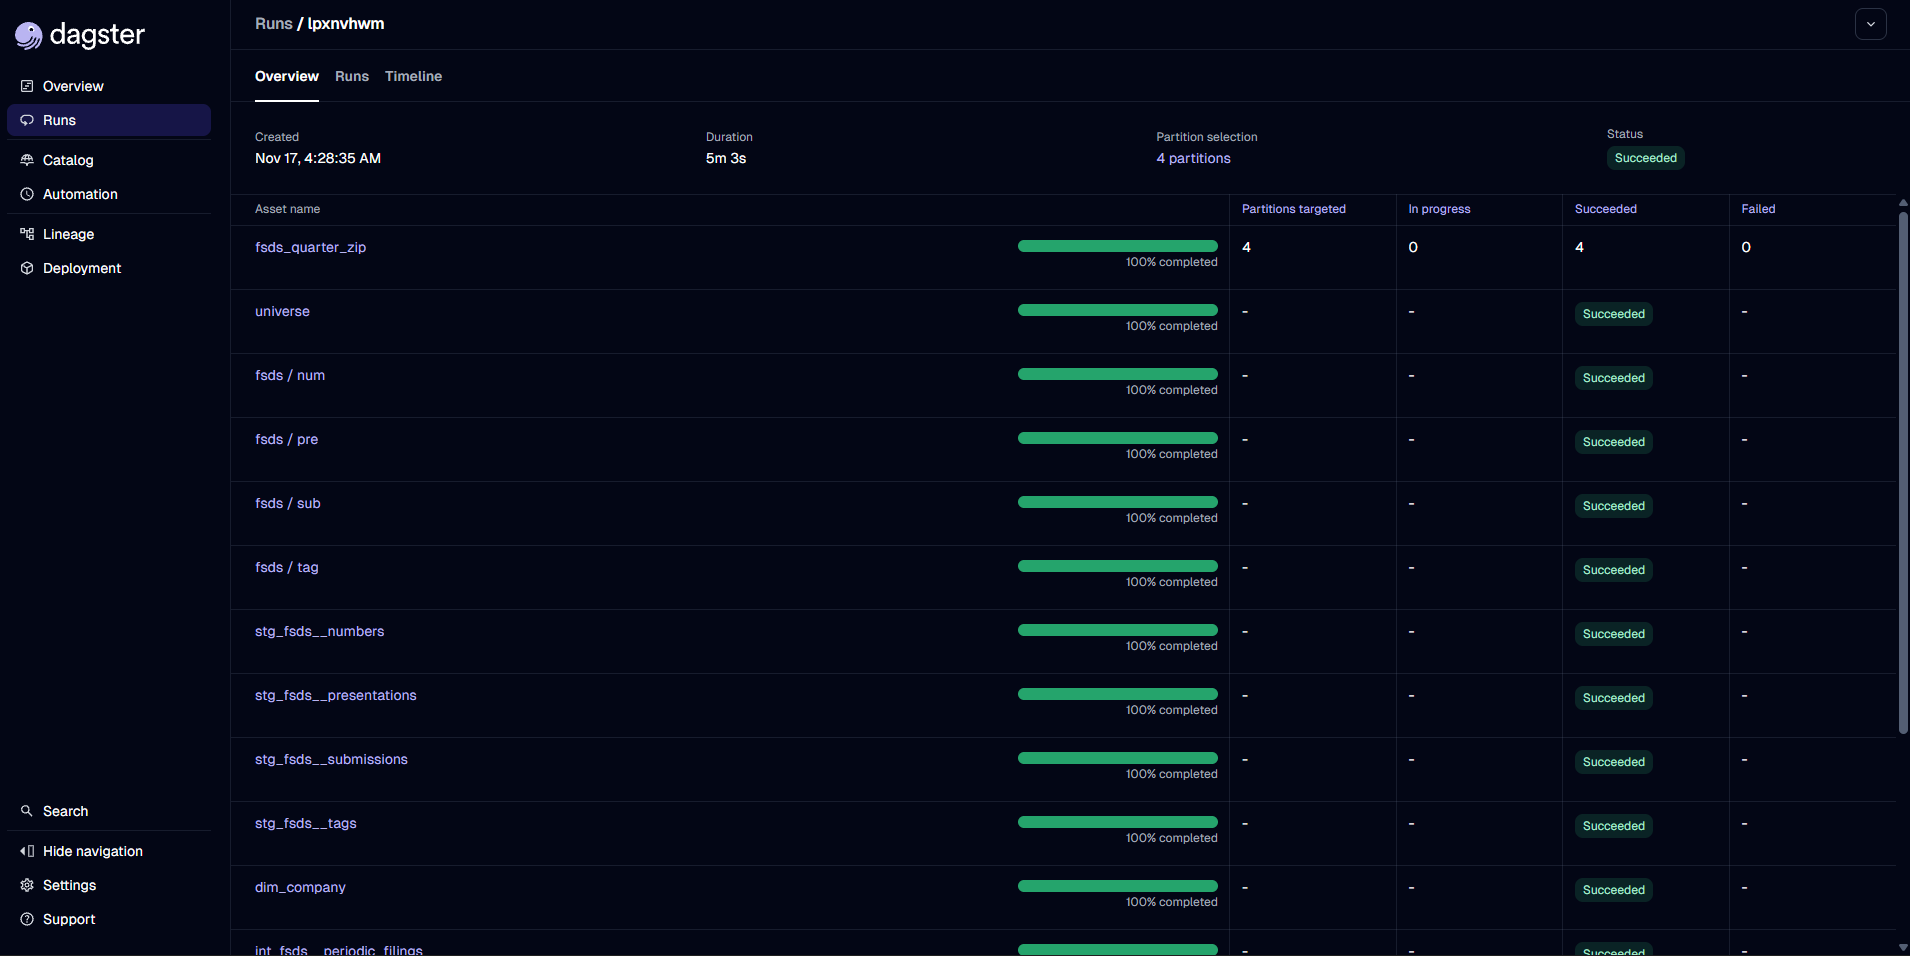 dagster
Overview
Runs
Catalog
Automation
Lineage
Deployment
Search
Hide navigation
Settings
Support
Runs / lpxnvhwm
Overview Runs Timeline
Created Duration Partition selection Status
Nov 17, 4:28:35 AM 5m 3s 4 partitions Succeeded
Asset name Partitions targeted In progress Succeeded Failed
fsds_quarter_zip 4 0 4 0
100% completed
universe - - Succeeded -
100% completed
fsds / num - - Succeeded -
100% completed
fsds / pre - - Succeeded -
100% completed
fsds / sub - - Succeeded -
100% completed
fsds / tag - - Succeeded -
100% completed
stg_fsds__numbers - - Succeeded -
100% completed
stg_fsds__presentations - - Succeeded -
100% completed
stg_fsds__submissions - - Succeeded -
100% completed
stg_fsds__tags - - Succeeded -
100% completed
dim_company - - Succeeded -
100% completed
int_fsds__periodic_filings - - Succeeded -